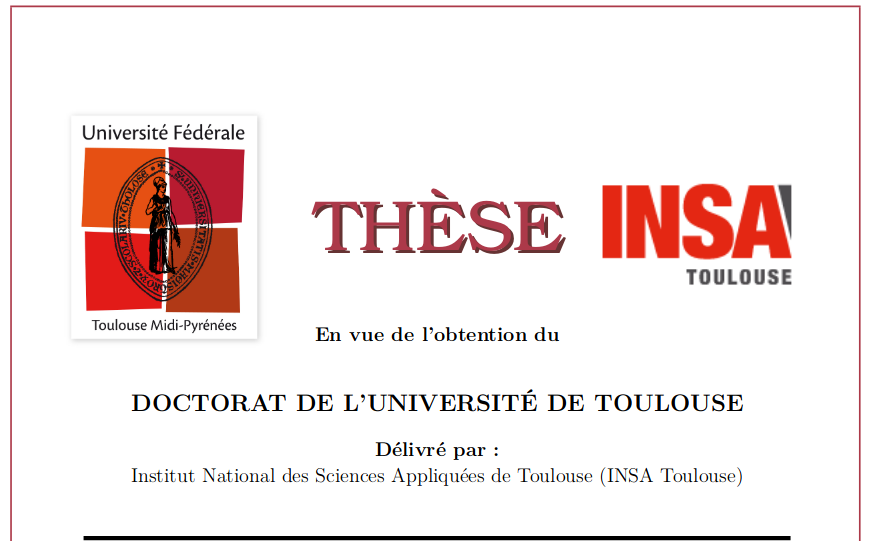 Université Fédérale
Toulouse Midi-Pyrénées
THÈSE
INSA
TOULOUSE
En vue de l'obtention du
DOCTORAT DE L'UNIVERSITÉ DE TOULOUSE
Délivré par :
Institut National des Sciences Appliquées de Toulouse (INSA Toulouse)